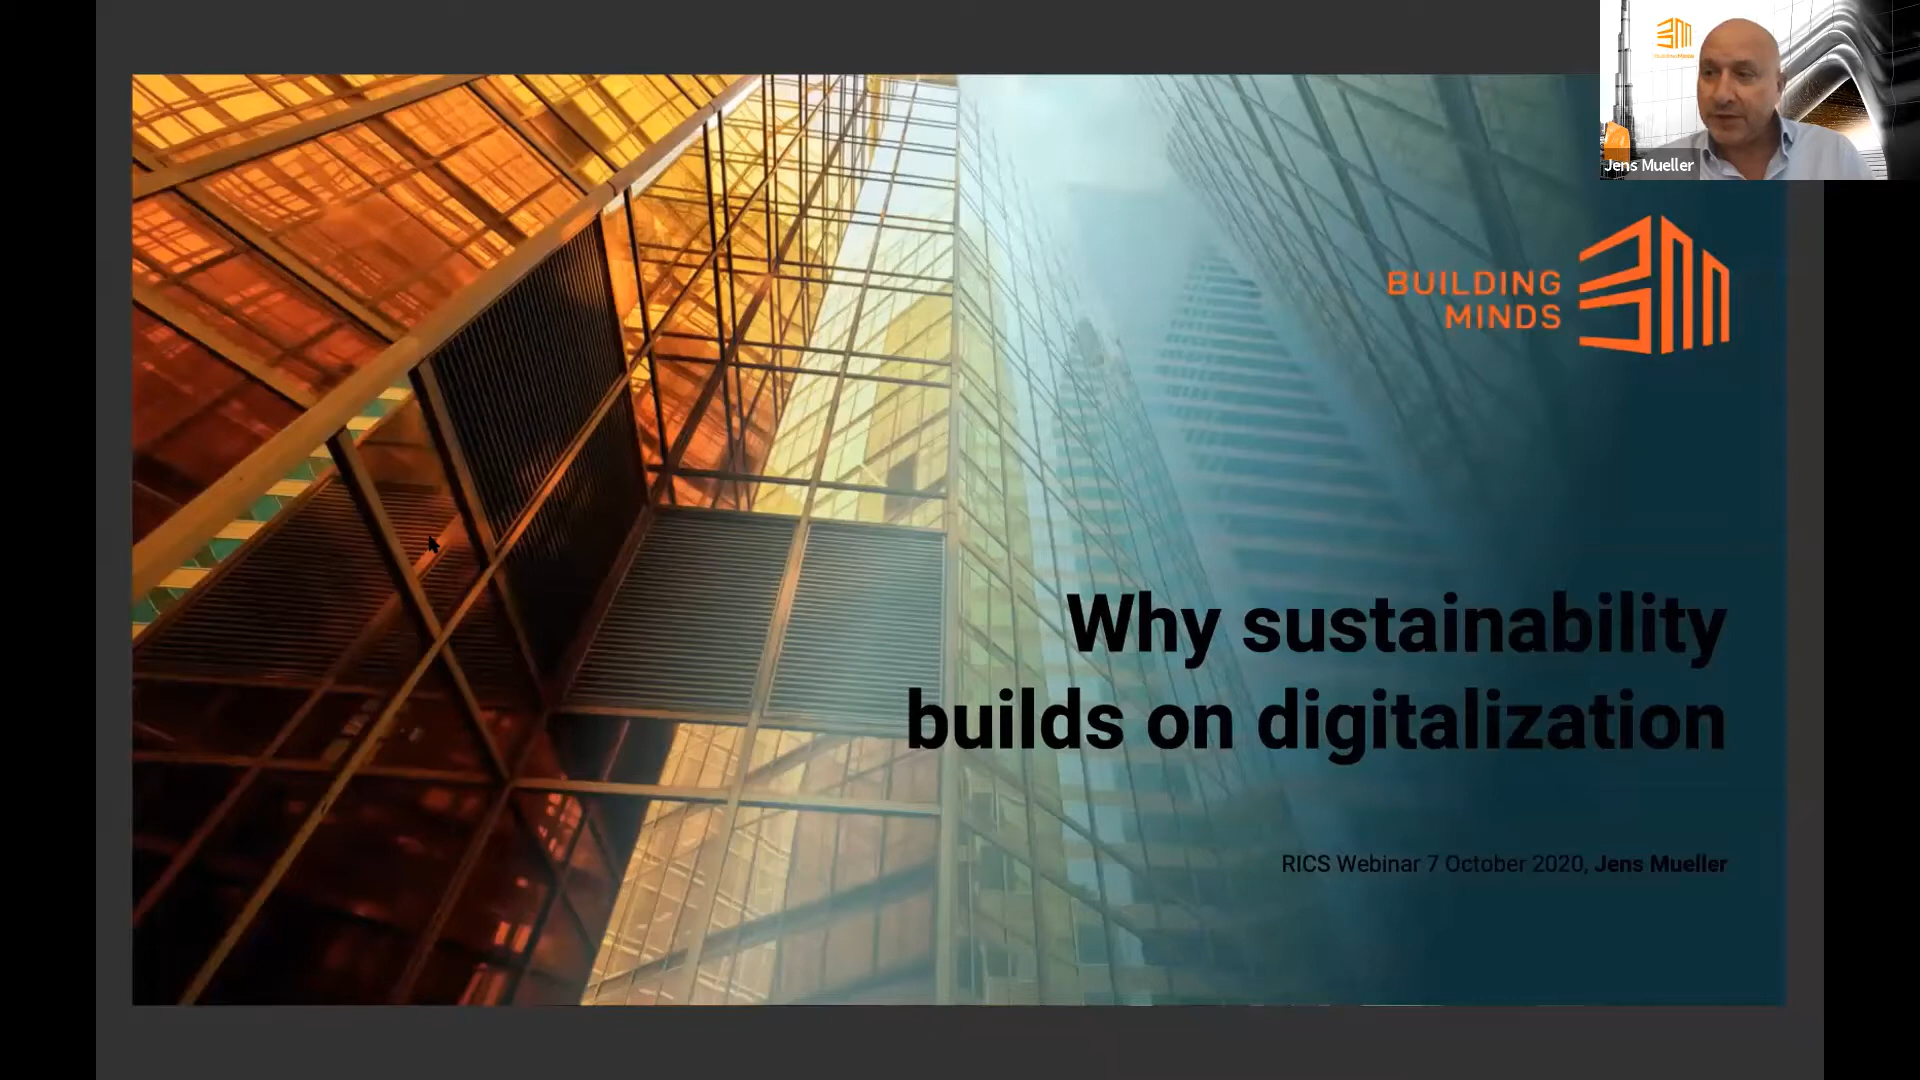 Jens Mueller
BUILDING
MINDS
Why sustainability
builds on digitalization
RICS Webinar 7 October 2020, Jens Mueller